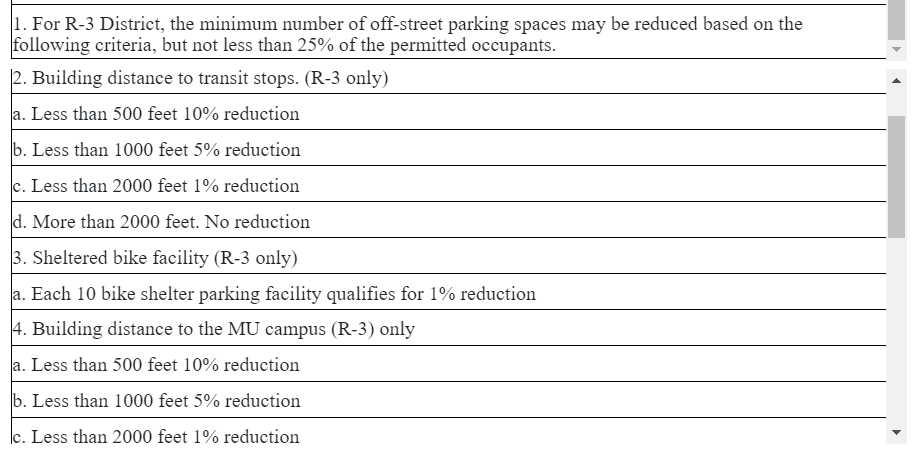 1. For R-3 District, the minimum number of off-street parking spaces may be reduced based on the
following criteria, but not less than 25% of the permitted occupants.
2. Building distance to transit stops. (R-3 only)
a. Less than 500 feet 10% reduction
b. Less than 1000 feet 5% reduction
c. Less than 2000 feet 1% reduction
d. More than 2000 feet. No reduction
3. Sheltered bike facility (R-3 only)
a. Each 10 bike shelter parking facility qualifies for 1% reduction
4. Building distance to the MU campus (R-3) only
a. Less than 500 feet 10% reduction
b. Less than 1000 feet 5% reduction
c. Less than 2000 feet 1% reduction